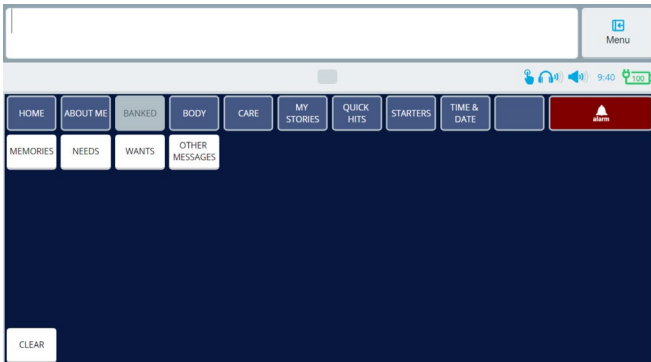 Menu
9:40 100
HOME ABOUT ME BANKED BODY CARE MY STORIES QUICK HITS STARTERS TIME & DATE alarm
MEMORIES NEEDS WANTS OTHER MESSAGES
CLEAR